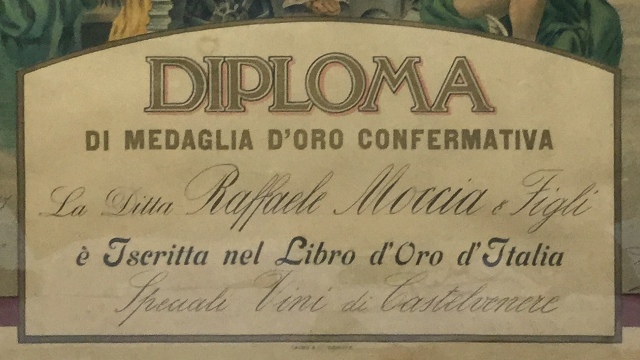 DIPLOMA
DI MEDAGLIA D'ORO CONFERMATIVA
La Ditta Raffaele Moccia e Figli
è Iscritta nel Libro d'Oro d'Italia
Speciali Vini di Castelvenere